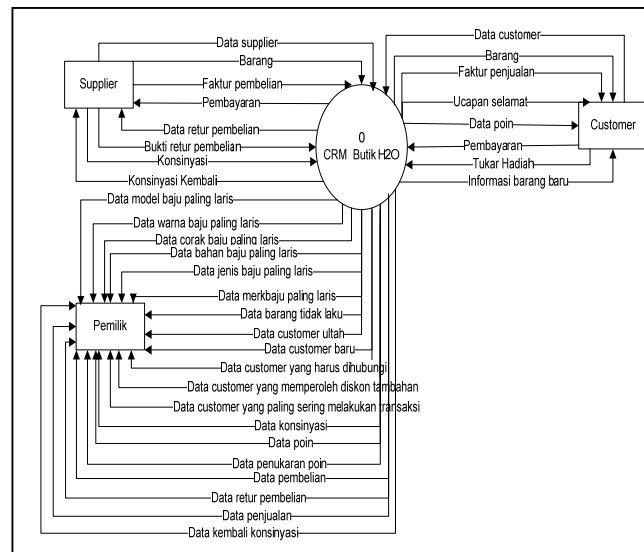 Data supplier
Barang
Supplier
Faktur pembelian
Pembayaran
Data retur pembelian
Bukti retur pembelian
Konsinyasi
Konsinyasi Kembali
0
CRM Butik H2O
Data customer
Barang
Faktur penjualan
Ucapan selamat
Data poin
Customer
Pembayaran
Tukar Hadiah
Informasi barang baru
Data model baju paling laris
Data warna baju paling laris
Data corak baju paling laris
Data bahan baju paling laris
Data jenis baju paling laris
Data merkbaju paling laris
Pemilik
Data barang tidak laku
Data customer ultah
Data customer baru
Data customer yang harus dihubungi
Data customer yang memperoleh diskon tambahan
Data customer yang paling sering melakukan transaksi
Data konsinyasi
Data poin
Data penukaran poin
Data pembelian
Data retur pembelian
Data penjualan
Data kembali konsinyasi